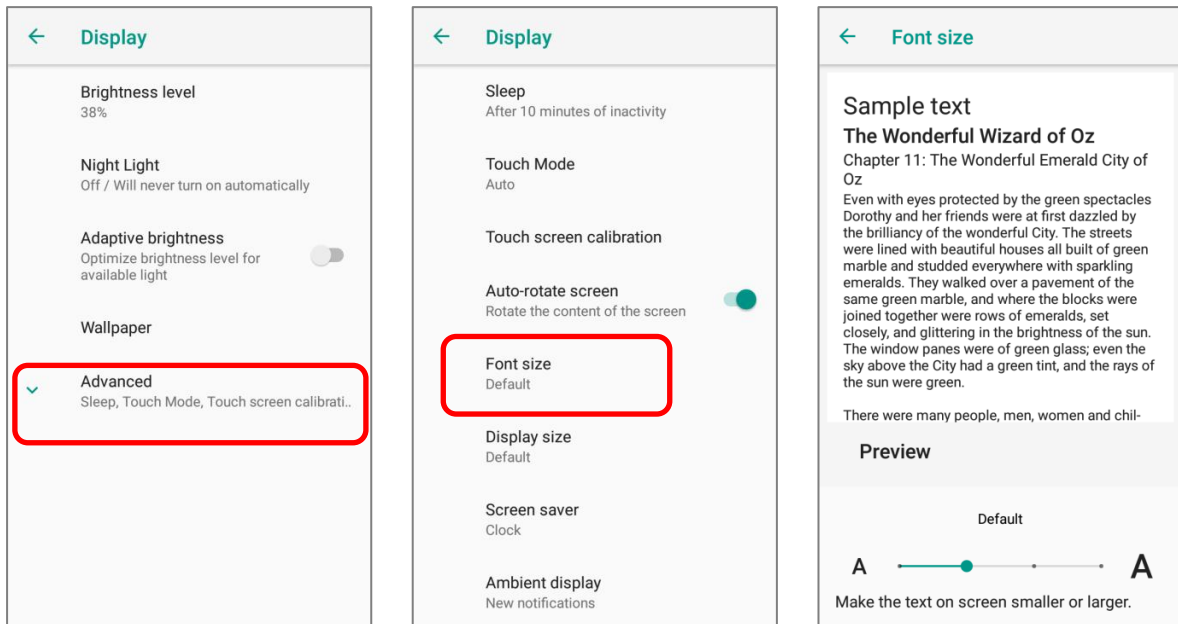 Display
Brightness level
38%
Night Light
Off / Will never turn on automatically
Adaptive brightness
Optimize brightness level for
available light
Wallpaper
Advanced
Sleep, Touch Mode, Touch screen calibrati..
Display
Sleep
After 10 minutes of inactivity
Touch Mode
Auto
Touch screen calibration
Auto-rotate screen
Rotate the content of the screen
Font size
Default
Display size
Default
Screen saver
Clock
Ambient display
New notifications
Font size
Sample text
The Wonderful Wizard of Oz
Chapter 11: The Wonderful Emerald City of
Oz
Even with eyes protected by the green spectacles
Dorothy and her friends were at first dazzled by
the brilliancy of the wonderful City. The streets
were lined with beautiful houses all built of green
marble and studded everywhere with sparkling
emeralds. They walked over a pavement of the
same green marble, and where the blocks were
joined together were rows of emeralds, set
closely, and glittering in the brightness of the sun.
The window panes were of green glass; even the
sky above the City had a green tint, and the rays of
the sun were green.
There were many people, men, women and chil-
Preview
Default
A A
Make the text on screen smaller or larger.